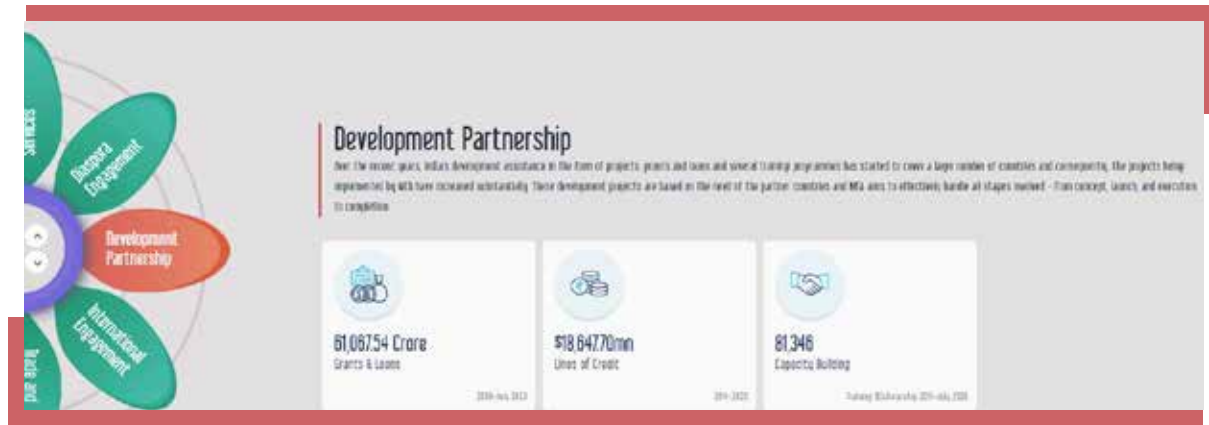 Services
Diaspora
Engagement
Development
Partnership
International
Engagement
Trade and
Development Partnership
Over the recent years, India's development assistance in the form of projects, grants and loans and several training programmes has started to cover a large number of countries and consequently, the projects being
implemented by MEA have increased substantially. These development projects are based on the need of the partner countries and MEA aims to effectively handle all stages involved - from concept, launch, and execution
to completion
61,067.54 Crore
Grants & Loans
$18,647.70mn
Lines of Credit
81,346
Capacity Building